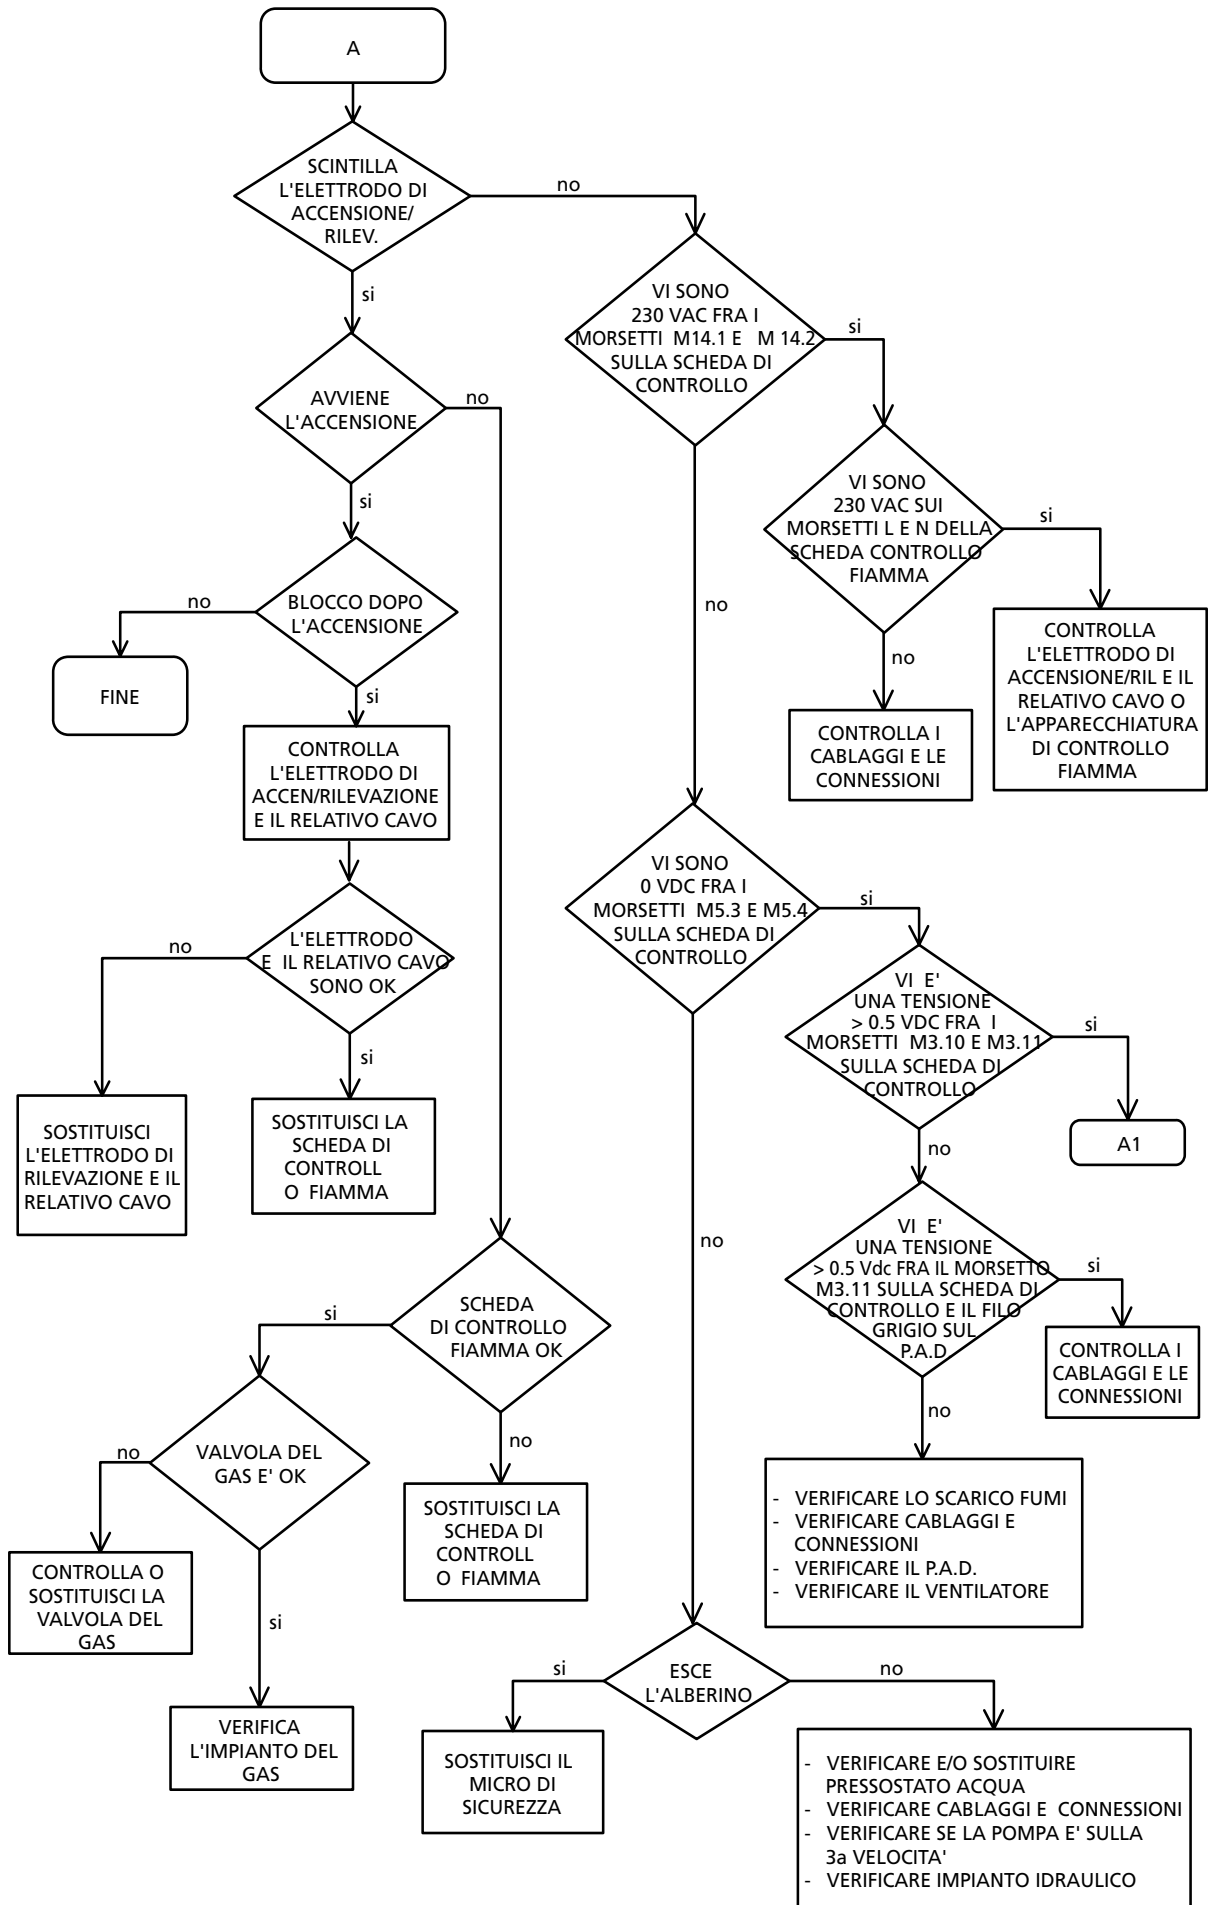 A
SCINTILLA
L'ELETTRODO DI
ACCENSIONE/
RILEV.
no
si
VI SONO
230 VAC FRA I
MORSETTI M14.1 E M 14.2
SULLA SCHEDA DI
CONTROLLO
si
AVVIENE
L'ACCENSIONE
no
si
VI SONO
230 VAC SUI
MORSETTI L E N DELLA
SCHEDA CONTROLLO
FIAMMA
si
no
BLOCCO DOPO
L'ACCENSIONE
no
si
FINE
no
CONTROLLA I
CABLAGGI E LE
CONNESSIONI
CONTROLLA
L'ELETTRODO DI
ACCENSIONE/RIL E IL
RELATIVO CAVO O
L'APPARECCHIATURA
DI CONTROLLO
FIAMMA
CONTROLLA
L'ELETTRODO DI
ACCEN/RILEVAZIONE
E IL RELATIVO CAVO
VI SONO
0 VDC FRA I
MORSETTI M5.3 E M5.4
SULLA SCHEDA DI
CONTROLLO
si
L'ELETTRODO
E IL RELATIVO CAVO
SONO OK
no
si
VI E'
UNA TENSIONE
> 0.5 VDC FRA I
MORSETTI M3.10 E M3.11
SULLA SCHEDA DI
CONTROLLO
si
A1
no
SOSTITUISCI
L'ELETTRODO DI
RILEVAZIONE E IL
RELATIVO CAVO
SOSTITUISCI LA
SCHEDA DI
CONTROLL
O FIAMMA
no
VI E'
UNA TENSIONE
> 0.5 Vdc FRA IL MORSETTO
M3.11 SULLA SCHEDA DI
CONTROLLO E IL FILO
GRIGIO SUL
P.A.D
si
no
CONTROLLA I
CABLAGGI E LE
CONNESSIONI
SCHEDA
DI CONTROLLO
FIAMMA OK
si
no
VALVOLA DEL
GAS E' OK
no
si
SOSTITUISCI LA
SCHEDA DI
CONTROLL
O FIAMMA
- VERIFICARE LO SCARICO FUMI
- VERIFICARE CABLAGGI E
CONNESSIONI
- VERIFICARE IL P.A.D.
- VERIFICARE IL VENTILATORE
CONTROLLA O
SOSTITUISCI LA
VALVOLA DEL
GAS
VERIFICA
L'IMPIANTO DEL
GAS
ESCE
L'ALBERINO
si
no
SOSTITUISCI IL
MICRO DI
SICUREZZA
- VERIFICARE E/O SOSTITUIRE
PRESSOSTATO ACQUA
- VERIFICARE CABLAGGI E CONNESSIONI
- VERIFICARE SE LA POMPA E' SULLA
3a VELOCITA'
- VERIFICARE IMPIANTO IDRAULICO